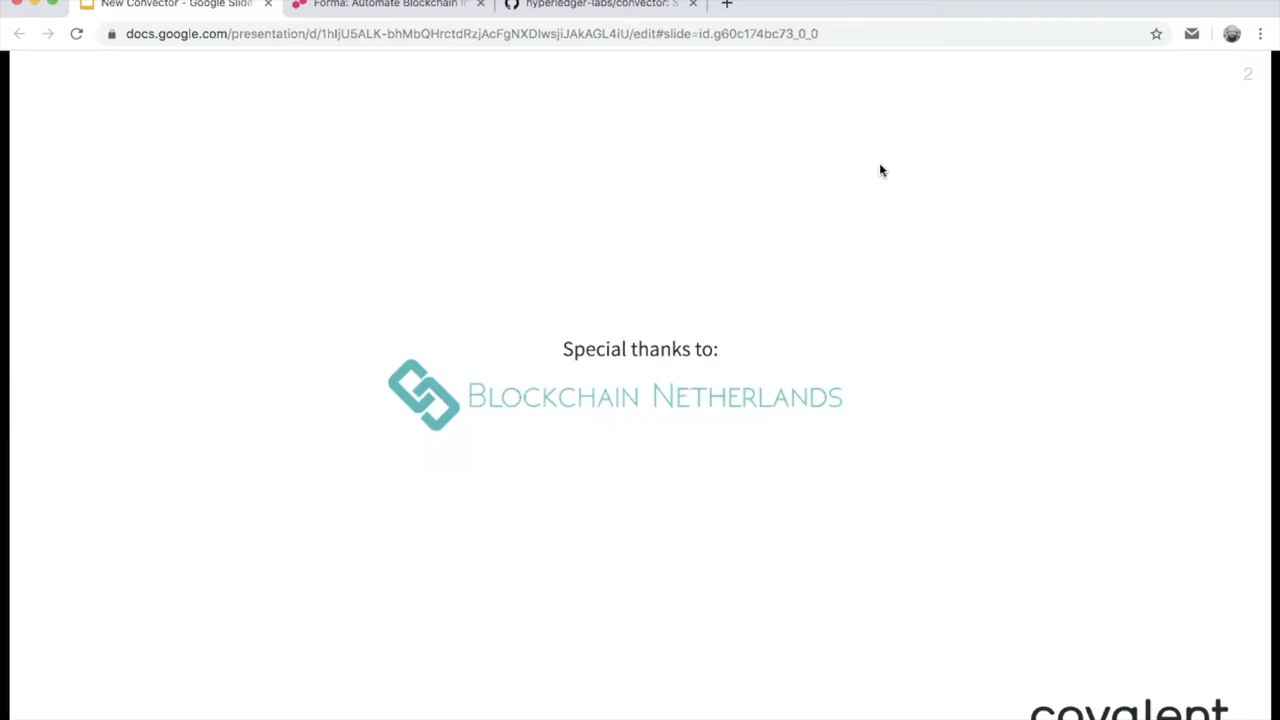 New Convector - Google Slide
Forma: Automate Blockchain
hyperledger-labs/convector: S
docs.google.com/presentation/d/1hIjU5ALK-bhMbQHrctdRzjAcFgNXDIwsjiJAkAGL4iU/edit#slide=id.g60c174bc73_0_0
2
Special thanks to:
BLOCKCHAIN NETHERLANDS
covalent